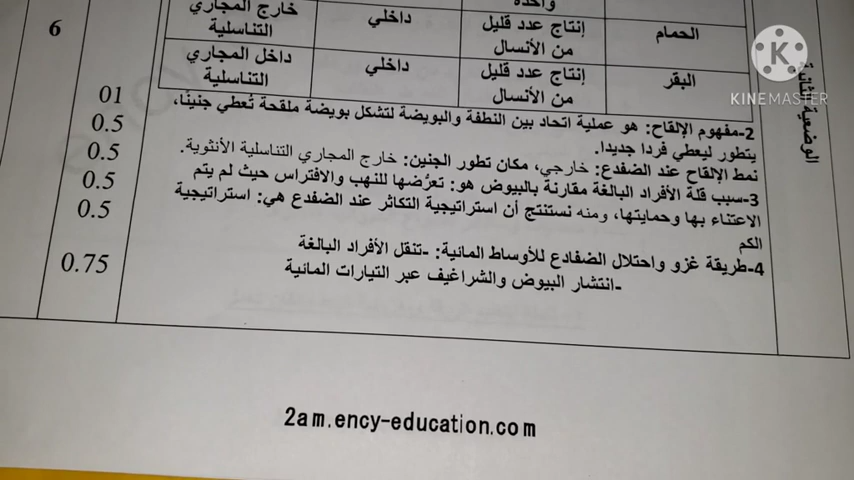 واحدة
الحمام
إنتاج عدد قليل
من الأنسال
داخلي
خارج المجاري
التناسلية
6
البقر
إنتاج عدد قليل
من الأنسال
داخلي
داخل المجاري
التناسلية
KINEMASTER
2-مفهوم الإلقاح: هو عملية اتحاد بين النطفة والبويضة لتشكل بويضة ملقحة تُعطي جنينًا،
01
يتطور ليعطي فردا جديدا.
0.5
نمط الإلقاح عند الضفدع: خارجي، مكان تطور الجنين: خارج المجاري التناسلية الأنثوية.
0.5
3-سبب قلة الأفراد البالغة مقارنة بالبيوض هو: تعرُّضها للنهب والافتراس حيث لم يتم
0.5
الاعتناء بها وحمايتها، ومنه نستنتج أن استراتيجية التكاثر عند الضفدع هي: استراتيجية
0.5
الكم
4-طريقة غزو واحتلال الضفادع للأوساط المائية: -تنقل الأفراد البالغة
0.75
-انتشار البيوض والشراغيف عبر التيارات المائية
2am.ency-education.com